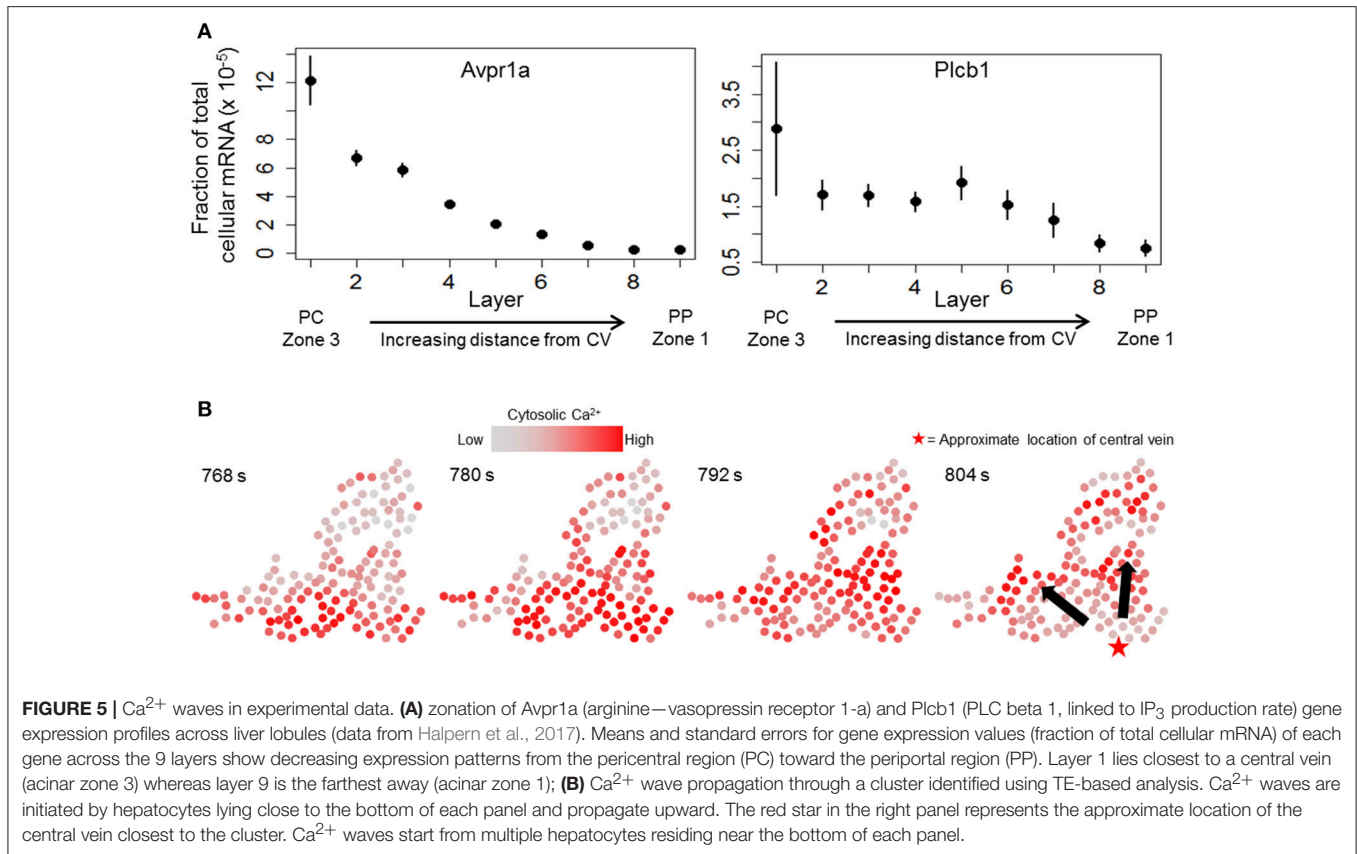 A
Avpr1a
Plcb1
Fraction of total
cellular mRNA (x 10⁻⁵)
12
8
6
4
2
0
3.5
2.5
1.5
0.5
2 4 6 8
2 4 6 8
Layer
Layer
PC
Zone 3
Increasing distance from CV
PP
Zone 1
PC
Zone 3
Increasing distance from CV
PP
Zone 1
B
Cytosolic Ca²⁺
Low High
★ = Approximate location of central vein
768 s
780 s
792 s
804 s
FIGURE 5 | Ca²⁺ waves in experimental data. (A) zonation of Avpr1a (arginine—vasopressin receptor 1-a) and Plcb1 (PLC beta 1, linked to IP₃ production rate) gene
expression profiles across liver lobules (data from Halpern et al., 2017). Means and standard errors for gene expression values (fraction of total cellular mRNA) of each
gene across the 9 layers show decreasing expression patterns from the pericentral region (PC) toward the periportal region (PP). Layer 1 lies closest to a central vein
(acinar zone 3) whereas layer 9 is the farthest away (acinar zone 1); (B) Ca²⁺ wave propagation through a cluster identified using TE-based analysis. Ca²⁺ waves are
initiated by hepatocytes lying close to the bottom of each panel and propagate upward. The red star in the right panel represents the approximate location of the
central vein closest to the cluster. Ca²⁺ waves start from multiple hepatocytes residing near the bottom of each panel.